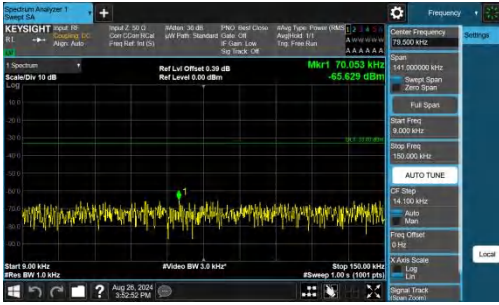 Spectrum Analyzer 1
Swept SA
Frequency
KEYSIGHT
Input: RF
Coupling: DC
Align: Auto
Input Z: 50 Ω
Corr CCorr RCal
Freq Ref: Int (S)
#Atten: 30 dB
µW Path: Standard
PNO: Best Close
Gate: Off
IF Gain: Low
Sig Track: Off
#Avg Type: Power (RMS)
Avg|Hold: 1/1
Trig: Free Run
1 Spectrum
Scale/Div 10 dB
Ref Lvl Offset 0.39 dB
Ref Level 0.00 dBm
Mkr1 70.053 kHz
-65.629 dBm
Log
Start 9.00 kHz
#Res BW 1.0 kHz
#Video BW 3.0 kHz*
Stop 150.00 kHz
#Sweep 1.00 s (1001 pts)
Aug 26, 2024
3:52:52 PM
Center Frequency
79.500 kHz
Settings
Span
141.000000 kHz
Swept Span
Zero Span
Full Span
Start Freq
9.000 kHz
Stop Freq
150.000 kHz
AUTO TUNE
CF Step
14.100 kHz
Auto
Man
Freq Offset
0 Hz
X Axis Scale
Log
Lin
Signal Track
(Span Zoom)
Local